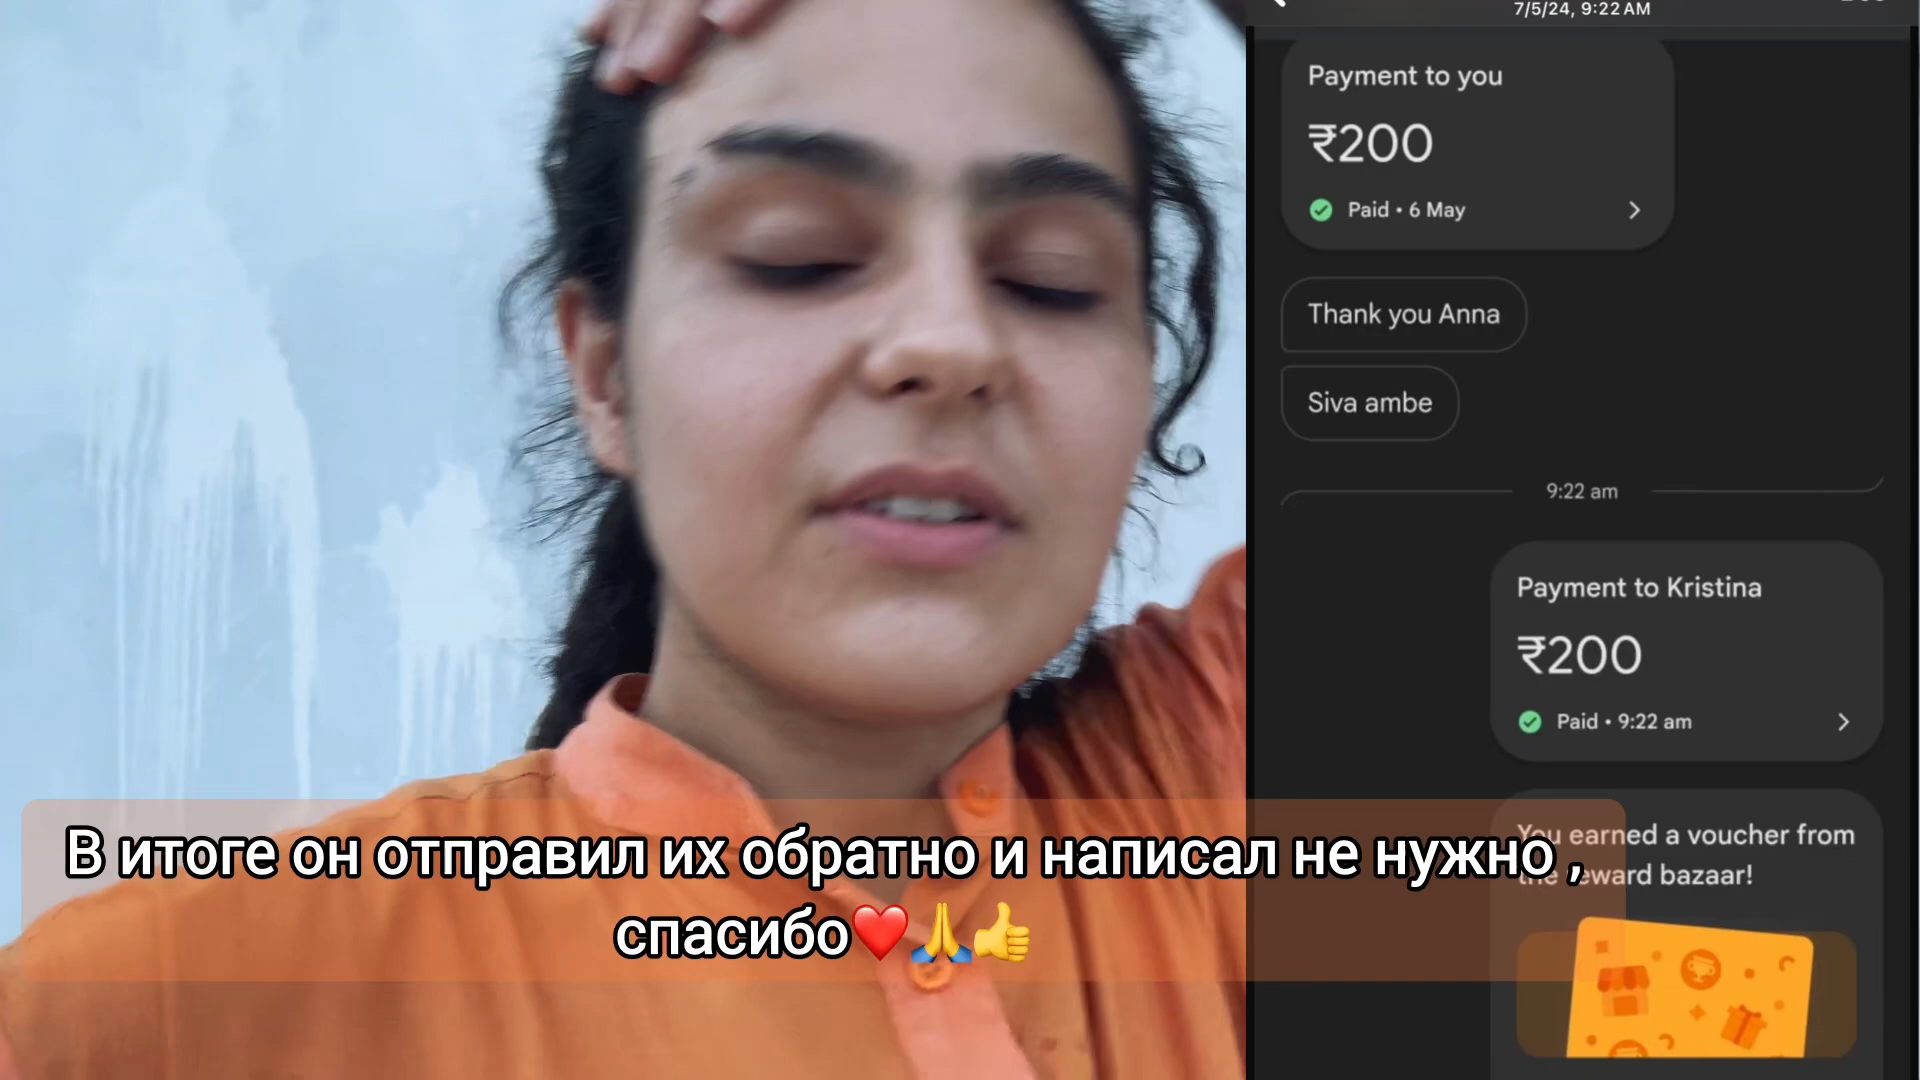 7/5/24, 9:22 AM
Payment to you
₹200
Paid • 6 May
Thank you Anna
Siva ambe
9:22 am
Payment to Kristina
₹200
Paid • 9:22 am
You earned a voucher from
the reward bazaar!
В итоге он отправил их обратно и написал не нужно ,
спасибо❤️🙏👍